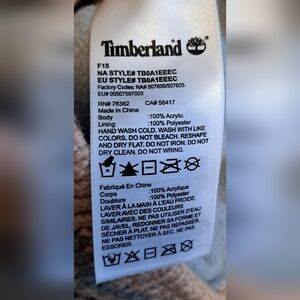 Timberland
F18
NA STYLE# TB0A1EEEC
EU STYLE# TB0A1EEEC
Factory Codes: NA# 507606/507605
EU# 00507597003
RN# 76362 CA# 58417
Made In China
Body :100% Acrylic
Lining :100% Polyester
HAND WASH COLD. WASH WITH LIKE
COLORS. DO NOT BLEACH. RESHAPE
AND DRY FLAT. DO NOT IRON. DO NOT
DRY CLEAN. DO NOT WRING.
Fabriqué En Chine
Corps :100% Acrylique
Doublure :100% Polyester
LAVER À LA MAIN À L'EAU FROIDE.
LAVER AVEC DES COULEURS
SIMILAIRES. NE PAS UTILISER D'EAU
DE JAVEL. REDONNER SA FORME ET
SÉCHER À PLAT. NE PAS REPASSER.
NE PAS NETTOYER À SEC. NE PAS
TORDRE.